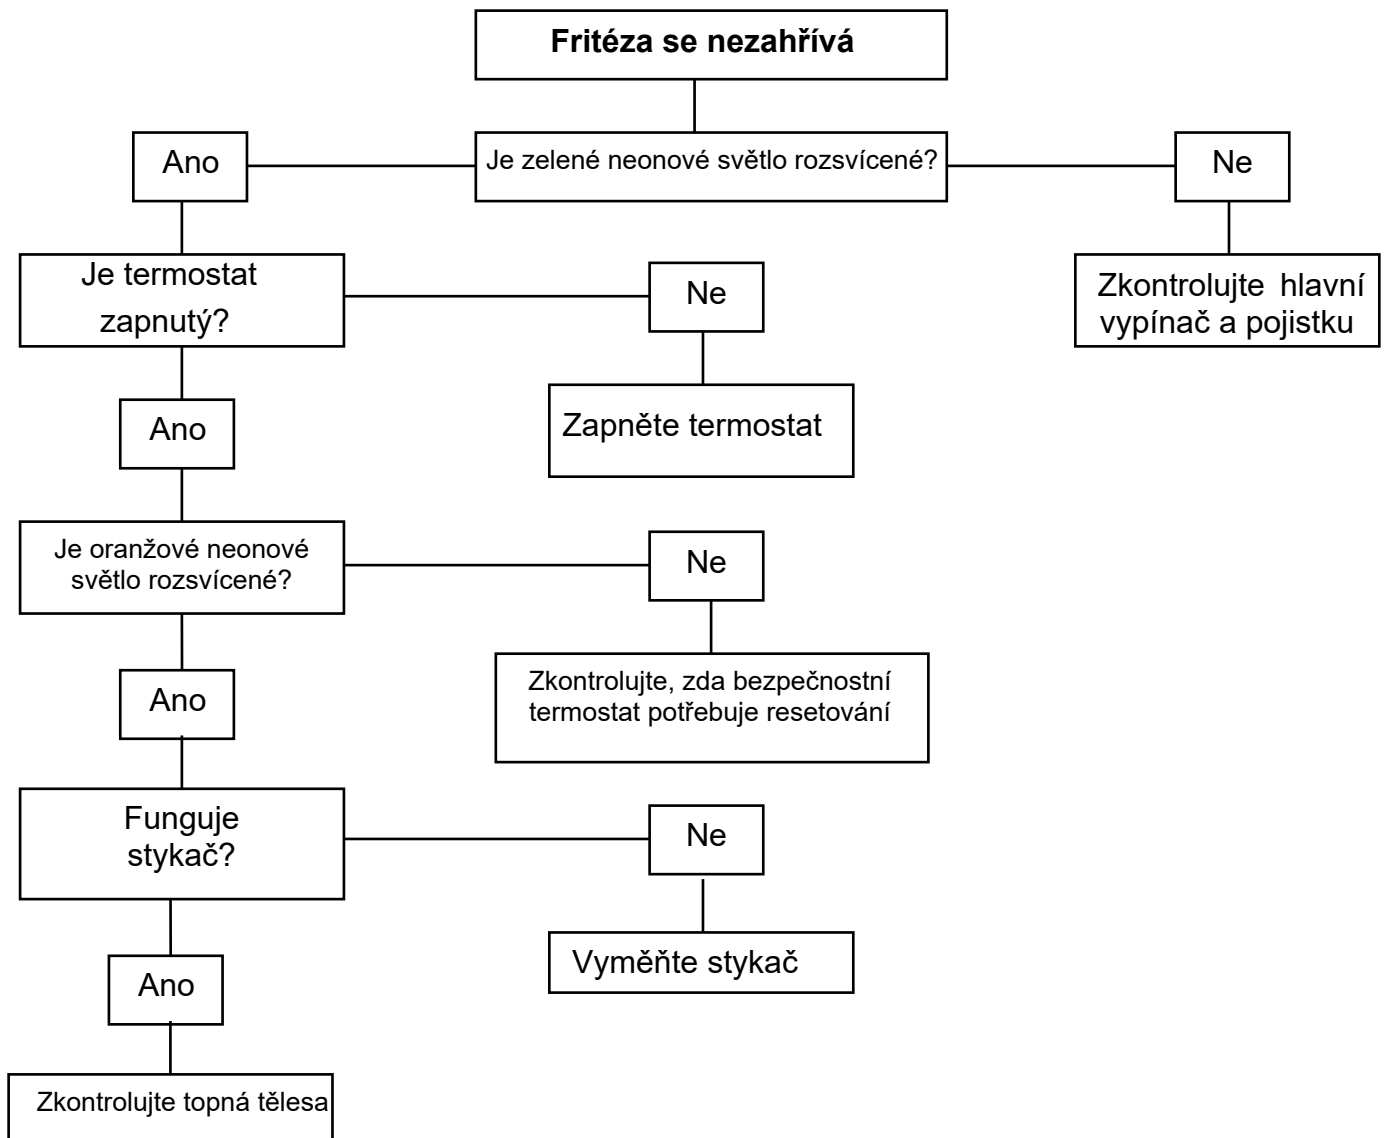 Fritéza se nezahřívá
Ano
Je zelené neonové světlo rozsvícené?
Ne
Je termostat
zapnutý?
Ne
Zkontrolujte hlavní
vypínač a pojistku
Ano
Zapněte termostat
Je oranžové neonové
světlo rozsvícené?
Ne
Ano
Zkontrolujte, zda bezpečnostní
termostat potřebuje resetování
Funguje
stykač?
Ne
Ano
Vyměňte stykač
Zkontrolujte topná tělesa